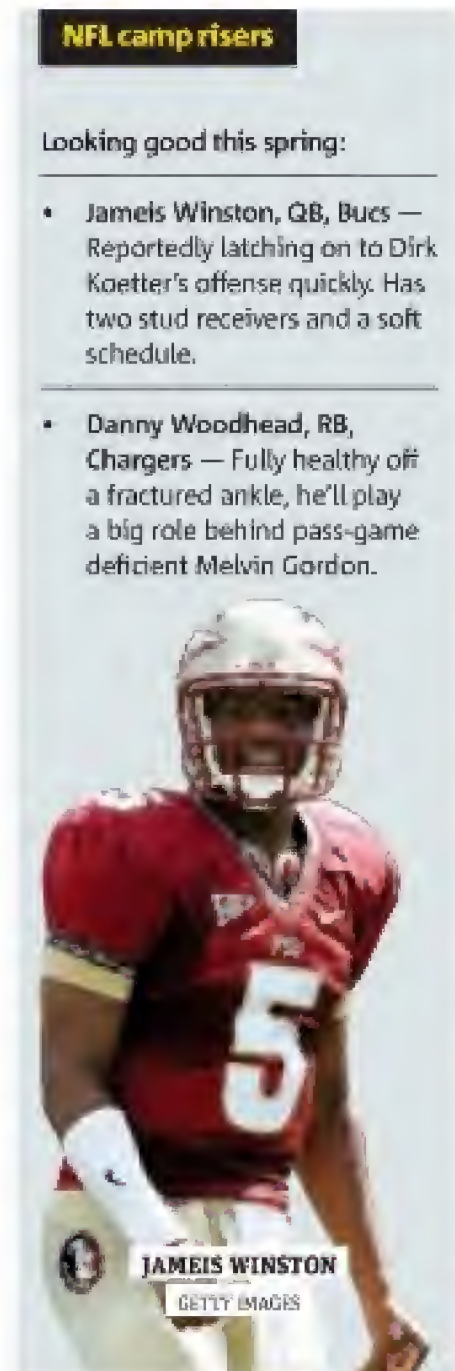 NFL camp risers
Looking good this spring:
• Jameis Winston, QB, Bucs —
Reportedly latching on to Dirk
Koetter's offense quickly. Has
two stud receivers and a soft
schedule.
• Danny Woodhead, RB,
Chargers — Fully healthy off
a fractured ankle, he'll play
a big role behind pass-game
deficient Melvin Gordon.
5
JAMEIS WINSTON
GETTY IMAGES